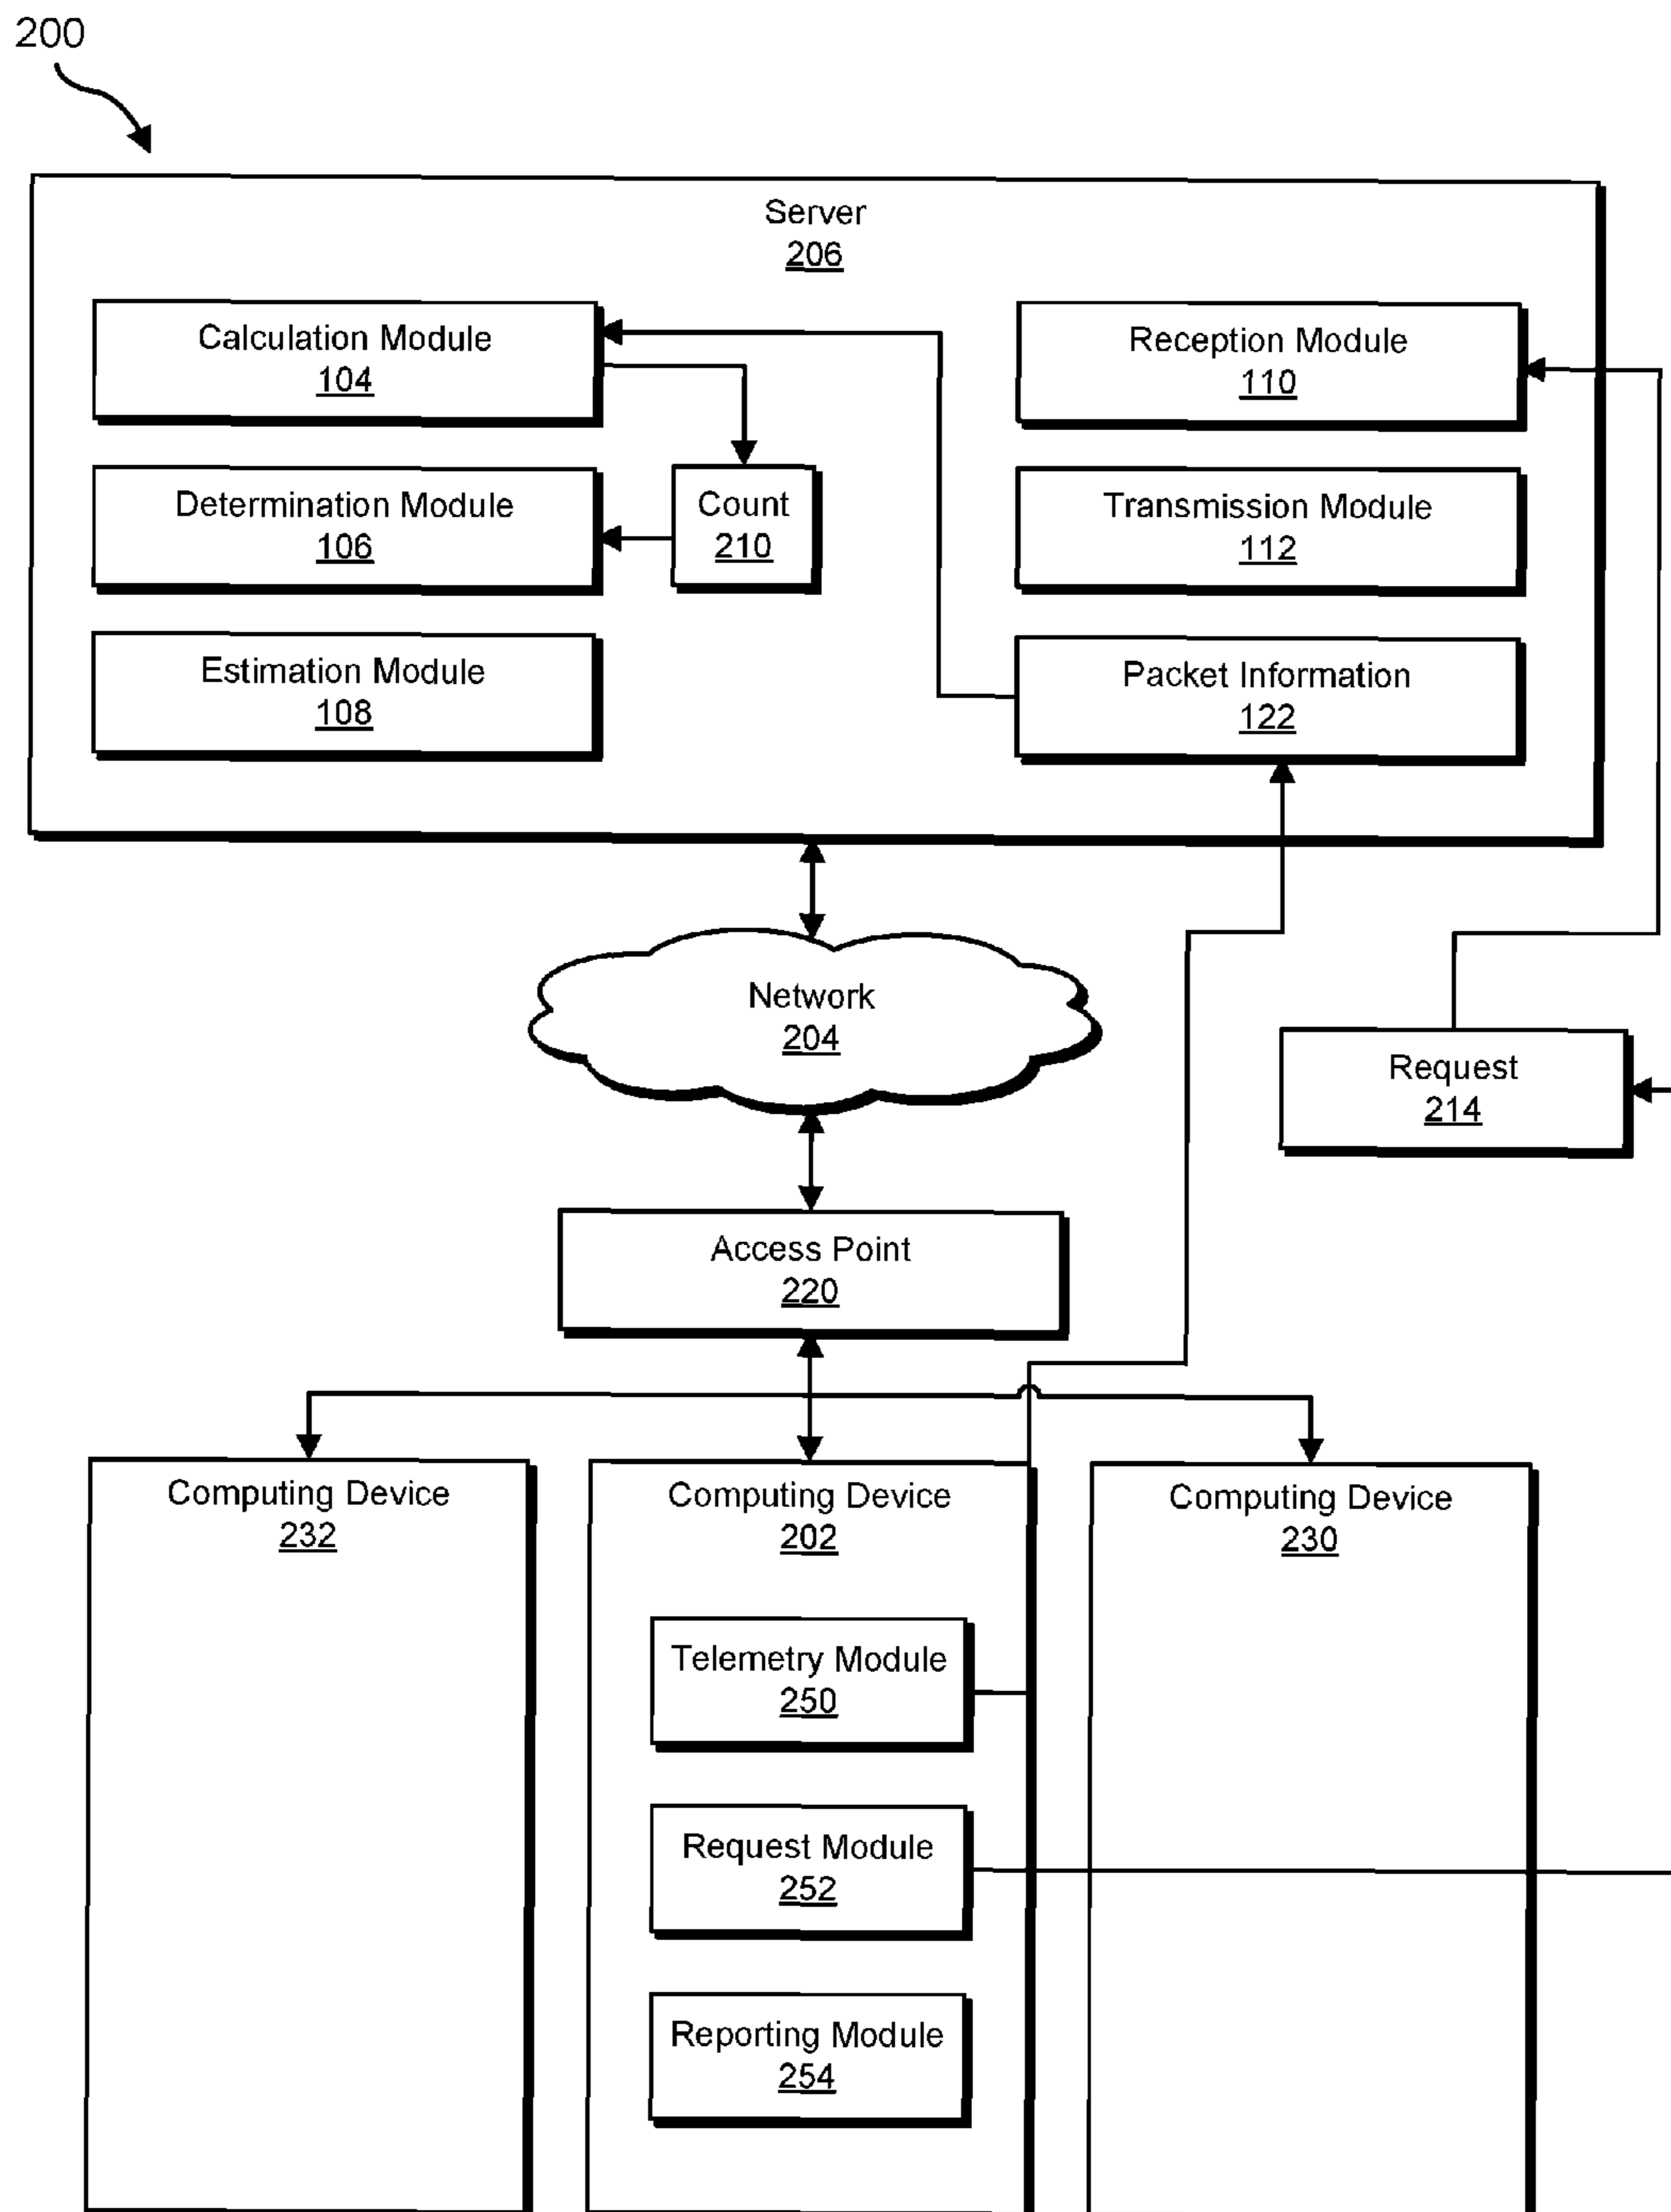 200
Server
206
Calculation Module
104
Reception Module
110
Determination Module
106
Count
210
Transmission Module
112
Estimation Module
108
Packet Information
122
Network
204
Request
214
Access Point
220
Computing Device
232
Computing Device
202
Computing Device
230
Telemetry Module
250
Request Module
252
Reporting Module
254